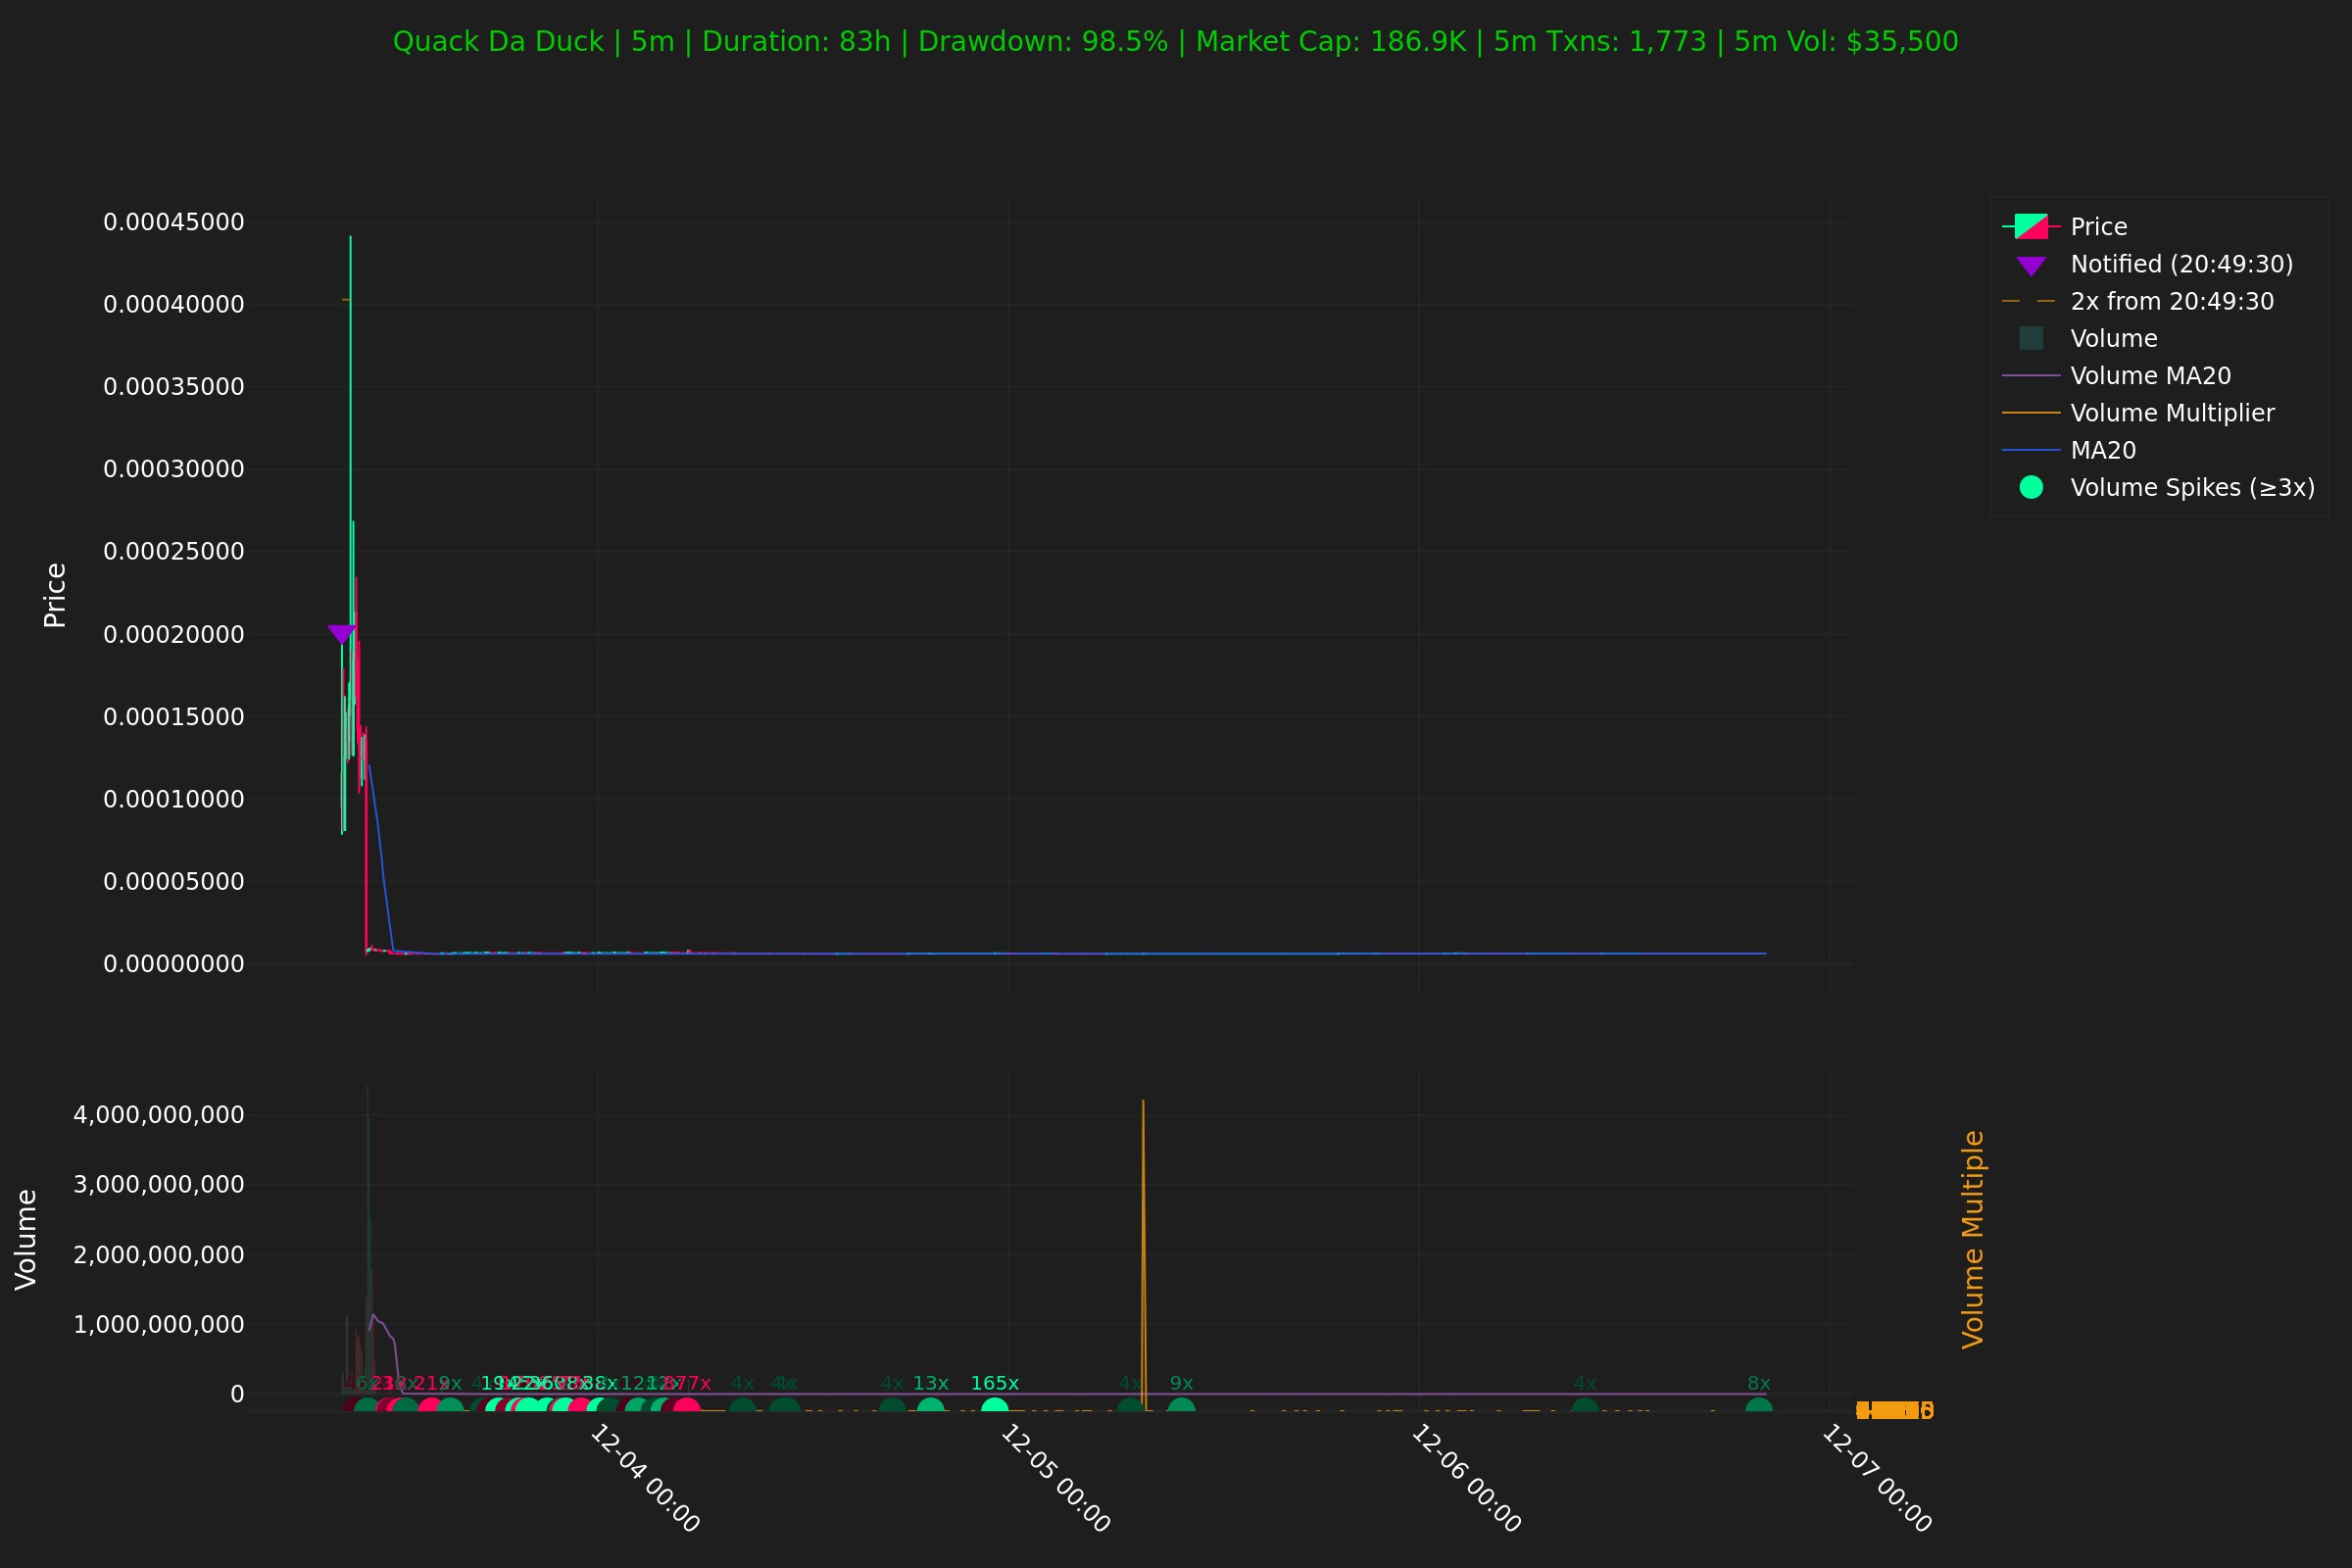 Quack Da Duck | 5m | Duration: 83h | Drawdown: 98.5% | Market Cap: 186.9K | 5m Txns: 1,773 | 5m Vol: $35,500
Price
0.00045000
0.00040000
0.00035000
0.00030000
0.00025000
0.00020000
0.00015000
0.00010000
0.00005000
0.00000000
Price
Notified (20:49:30)
2x from 20:49:30
Volume
Volume MA20
Volume Multiplier
MA20
Volume Spikes (≥3x)
Volume
4,000,000,000
3,000,000,000
2,000,000,000
1,000,000,000
0
Volume Multiple
9x
877x
4x
4x
13x
165x
4x
9x
4x
8x
12-04 00:00
12-05 00:00
12-06 00:00
12-07 00:00